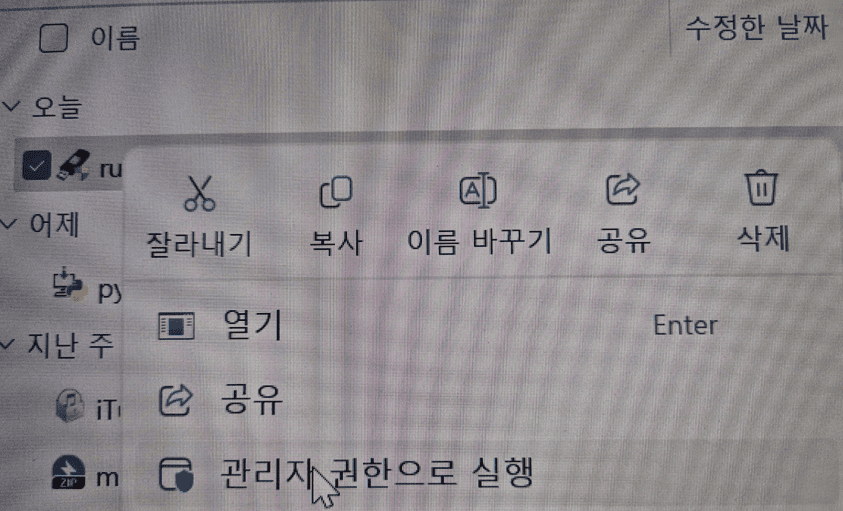 이름
수정한 날짜
오늘
ru
잘라내기 복사 이름 바꾸기 공유 삭제
어제
py
열기 Enter
지난 주
iT
공유
m
관리자 권한으로 실행